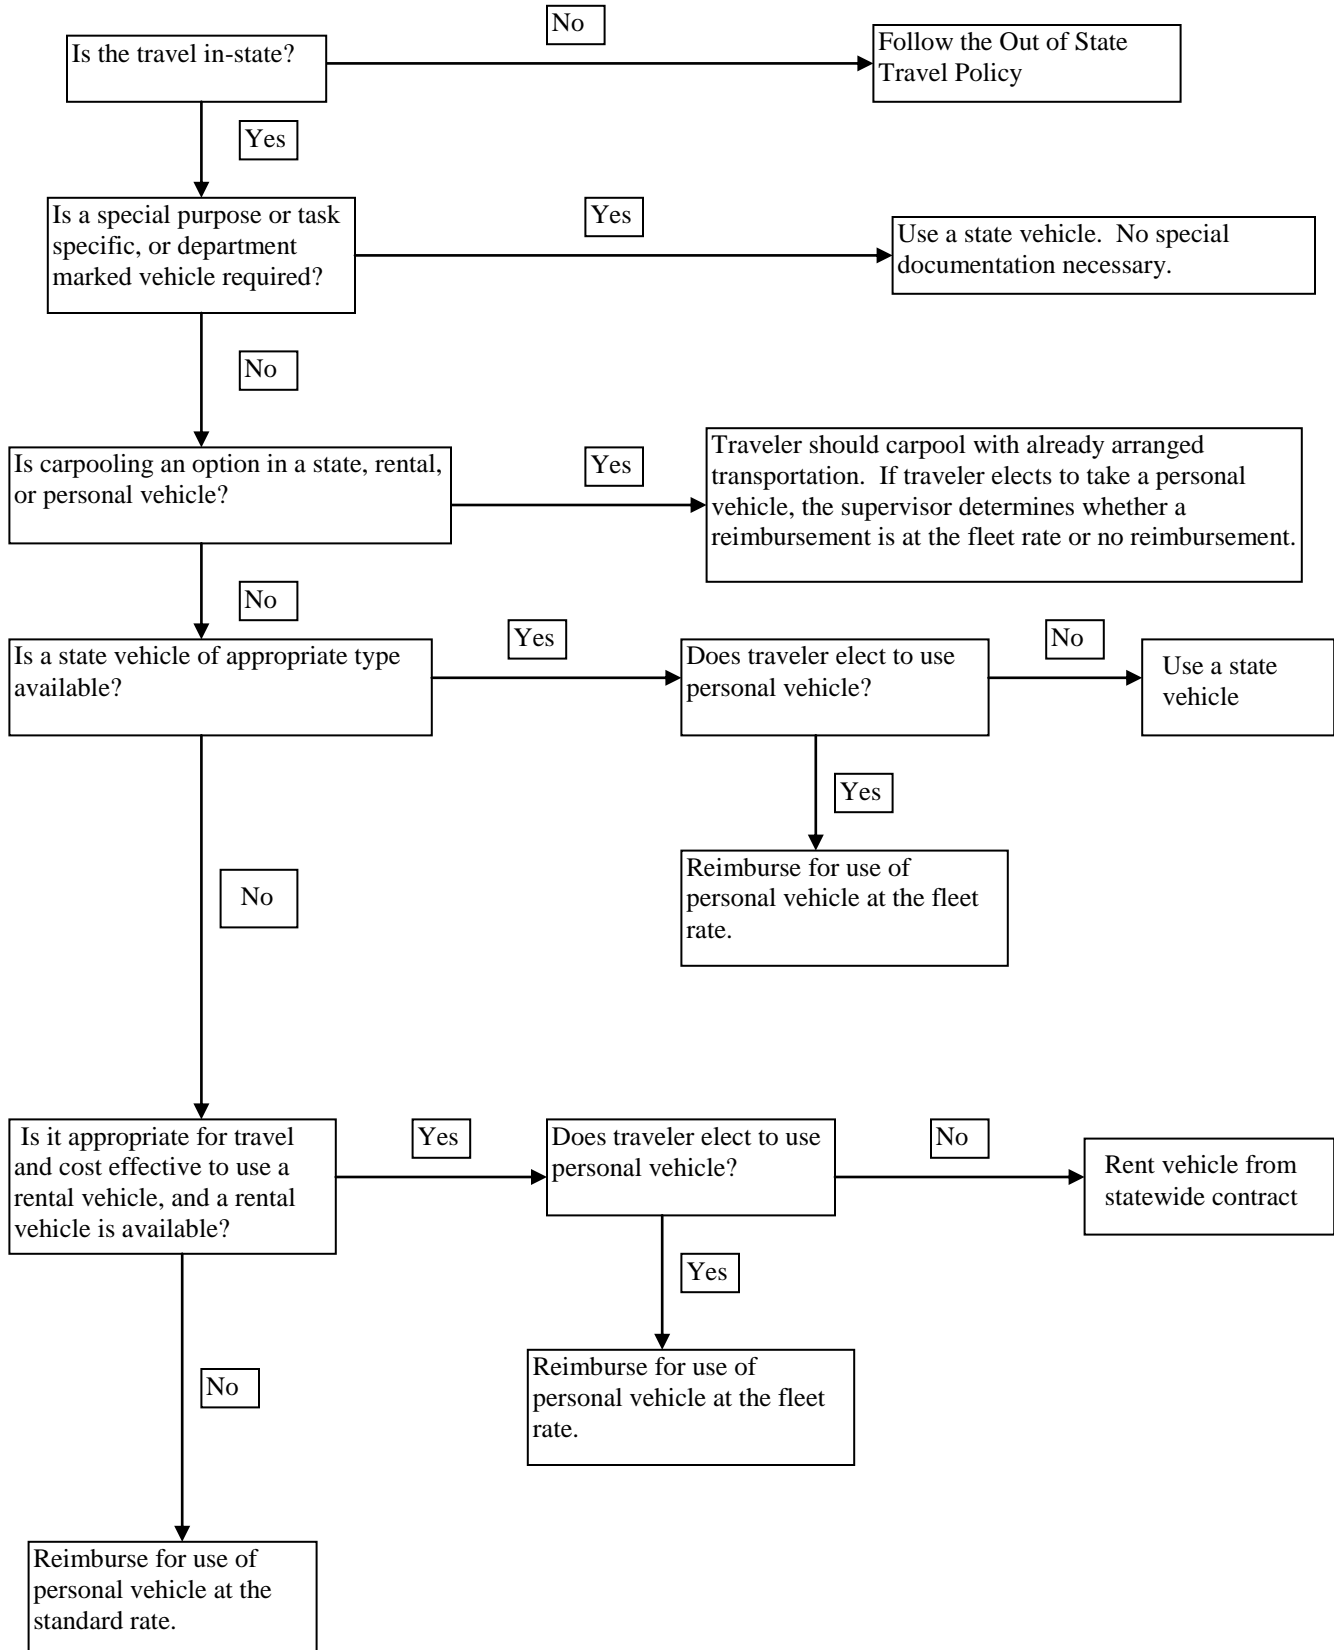 No
Is the travel in-state?
Follow the Out of State
Travel Policy
Yes
Is a special purpose or task
specific, or department
marked vehicle required?
Yes
Use a state vehicle.  No special
documentation necessary.
No
Is carpooling an option in a state, rental,
or personal vehicle?
Yes
Traveler should carpool with already arranged
transportation.  If traveler elects to take a personal
vehicle, the supervisor determines whether a
reimbursement is at the fleet rate or no reimbursement.
No
Is a state vehicle of appropriate type
available?
Yes
Does traveler elect to use
personal vehicle?
No
Use a state
vehicle
Yes
Reimburse for use of
personal vehicle at the fleet
rate.
No
Is it appropriate for travel
and cost effective to use a
rental vehicle, and a rental
vehicle is available?
Yes
Does traveler elect to use
personal vehicle?
No
Rent vehicle from
statewide contract
Yes
Reimburse for use of
personal vehicle at the fleet
rate.
No
Reimburse for use of
personal vehicle at the
standard rate.